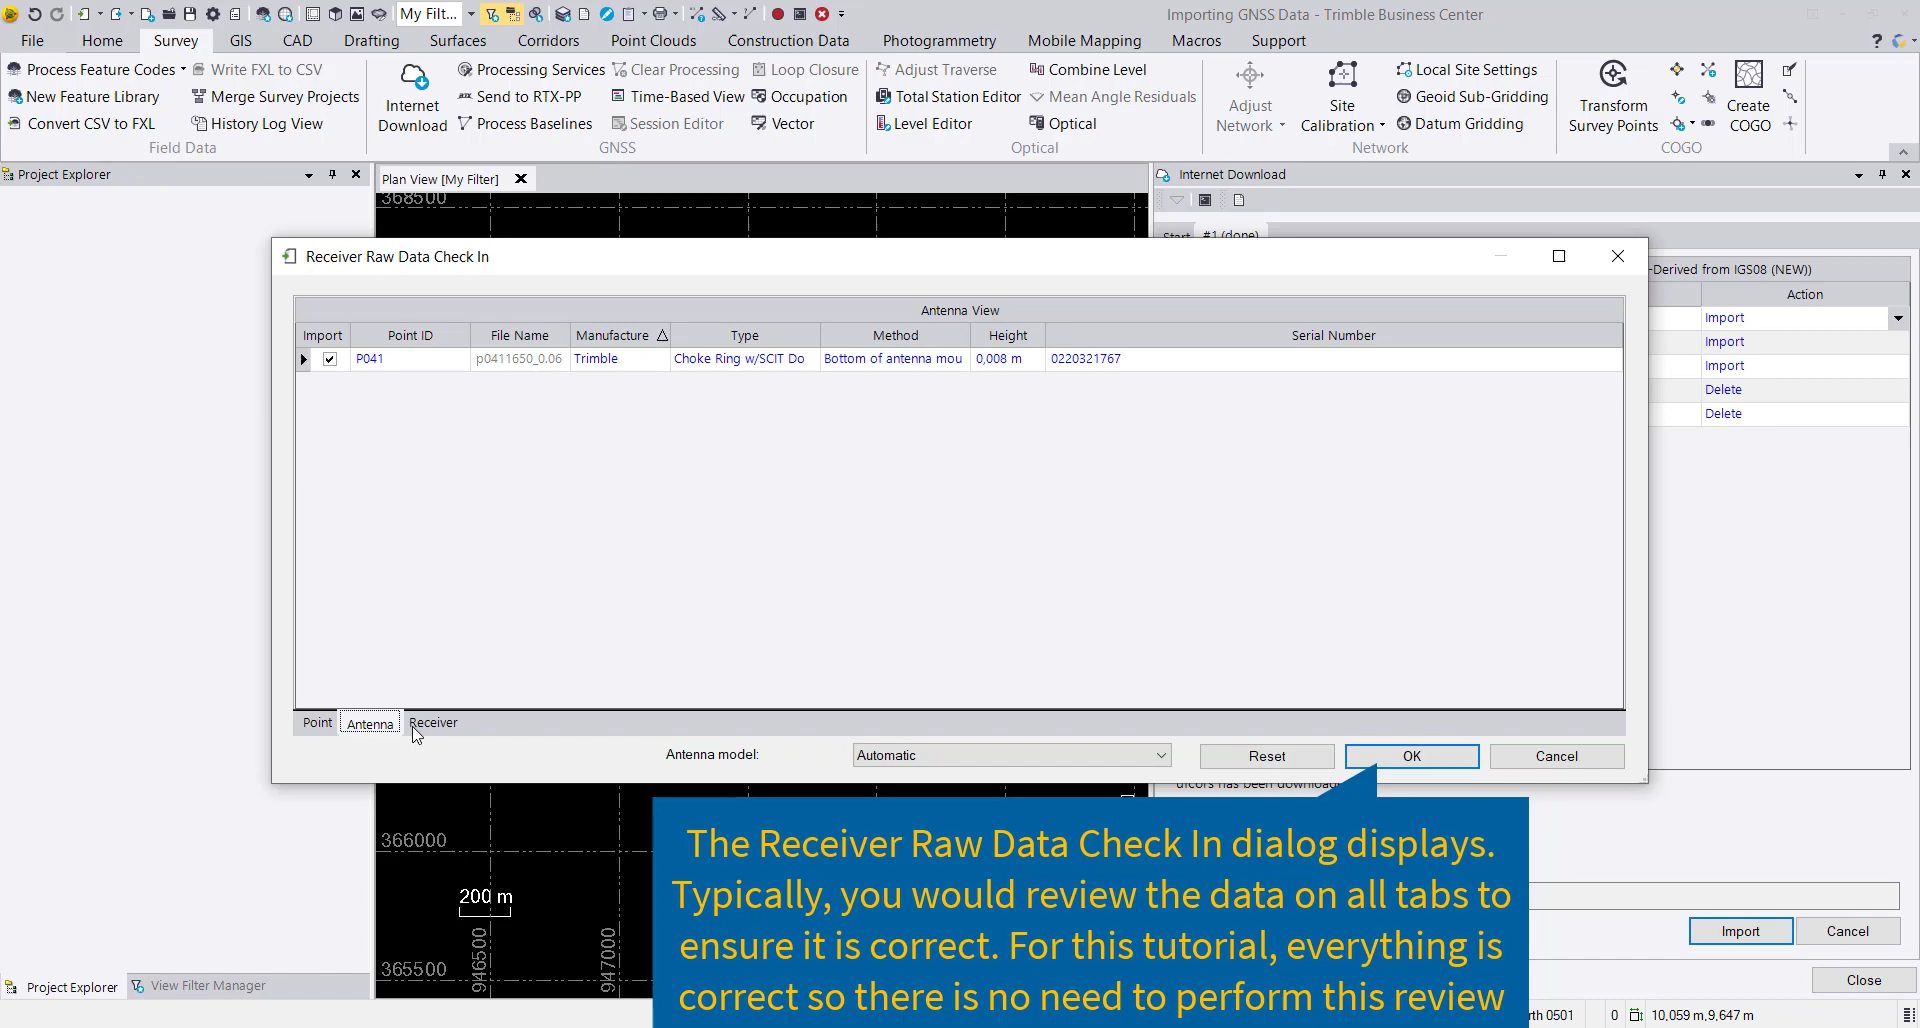 My Filt...
Importing GNSS Data - Trimble Business Center
File Home Survey GIS CAD Drafting Surfaces Corridors Point Clouds Construction Data Photogrammetry Mobile Mapping Macros Support
Process Feature Codes
Write FXL to CSV
New Feature Library
Merge Survey Projects
Convert CSV to FXL
History Log View
Field Data
Internet
Download
Processing Services
Clear Processing
Loop Closure
Send to RTX-PP
Time-Based View
Occupation
Process Baselines
Session Editor
Vector
GNSS
Adjust Traverse
Combine Level
Total Station Editor
Mean Angle Residuals
Level Editor
Optical
Optical
Adjust
Network
Site
Calibration
Local Site Settings
Geoid Sub-Gridding
Datum Gridding
Network
Transform
Survey Points
Create
COGO
COGO
Project Explorer
Plan View [My Filter]
Internet Download
368500
Start #1 (done)
Receiver Raw Data Check In
-Derived from IGS08 (NEW))
Action
Import
Import
Import
Delete
Delete
Antenna View
Import Point ID File Name Manufacture Type Method Height Serial Number
P041 p0411650_0.06 Trimble Choke Ring w/SCIT Do Bottom of antenna mou 0,008 m 0220321767
Point Antenna Receiver
Antenna model: Automatic Reset OK Cancel
ufcors has been downloa
366000
200 m
365500
946500
947000
The Receiver Raw Data Check In dialog displays.
Typically, you would review the data on all tabs to
ensure it is correct. For this tutorial, everything is
correct so there is no need to perform this review
Import Cancel
Close
Project Explorer View Filter Manager
rth 0501 0 10,059 m,9,647 m